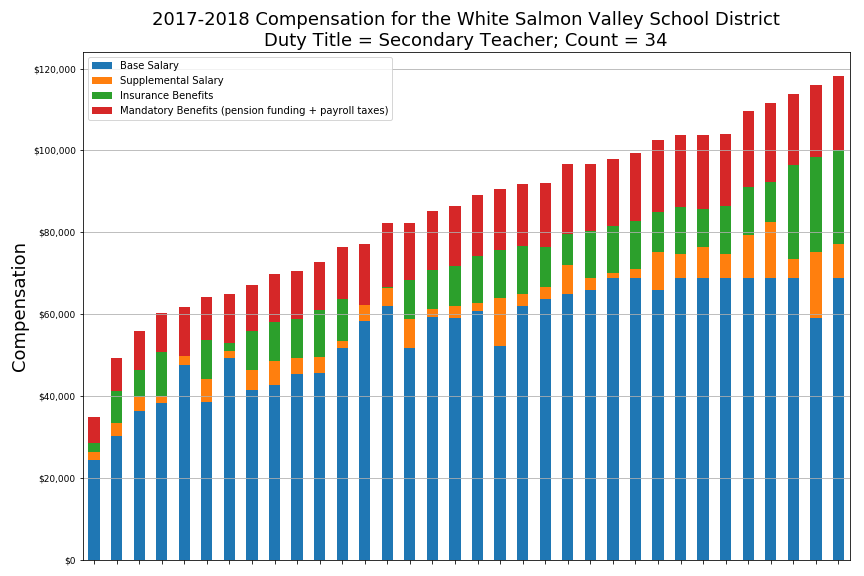 2017-2018 Compensation for the White Salmon Valley School District
Duty Title = Secondary Teacher; Count = 34
Base Salary
Supplemental Salary
Insurance Benefits
Mandatory Benefits (pension funding + payroll taxes)
Compensation
$120,000
$100,000
$80,000
$60,000
$40,000
$20,000
$0